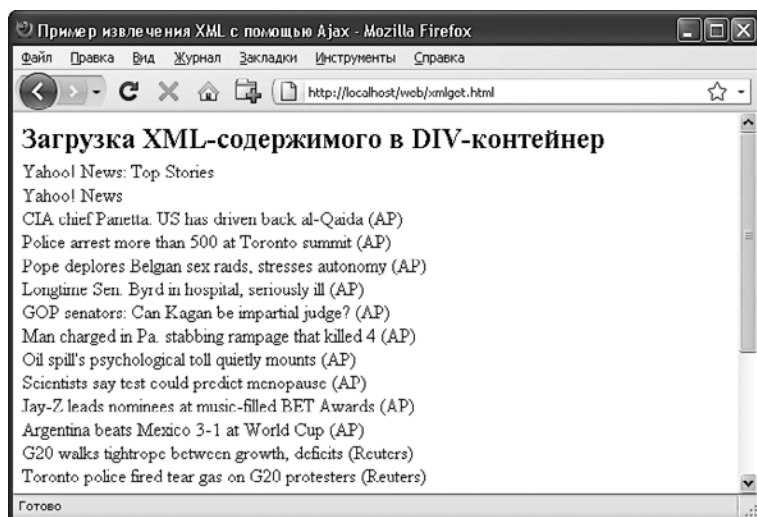 Пример извлечения XML с помощью Ajax - Mozilla Firefox
Файл Правка Вид Журнал Закладки Инструменты Справка
http://localhost/web/xmlget.html
Загрузка XML-содержимого в DIV-контейнер
Yahoo! News: Top Stories
Yahoo! News
CIA chief Panetta: US has driven back al-Qaida (AP)
Police arrest more than 500 at Toronto summit (AP)
Pope deplores Belgian sex raids, stresses autonomy (AP)
Longtime Sen. Byrd in hospital, seriously ill (AP)
GOP senators: Can Kagan be impartial judge? (AP)
Man charged in Pa. stabbing rampage that killed 4 (AP)
Oil spill's psychological toll quietly mounts (AP)
Scientists say test could predict menopause (AP)
Jay-Z leads nominees at music-filled BET Awards (AP)
Argentina beats Mexico 3-1 at World Cup (AP)
G20 walks tightrope between growth, deficits (Reuters)
Toronto police fired tear gas on G20 protesters (Reuters)
Готово